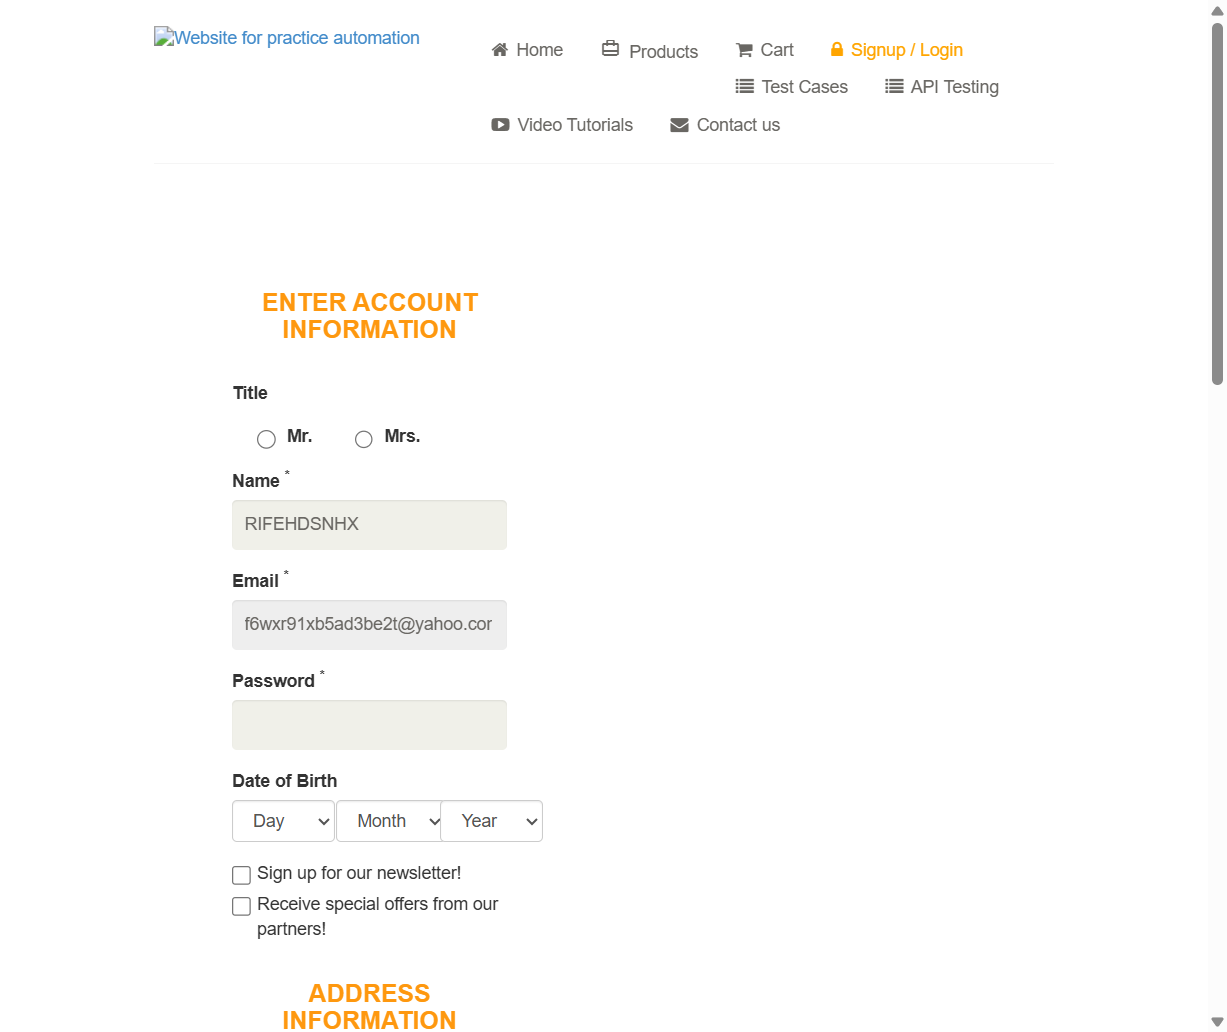 Website for practice automation
Home Products Cart Signup / Login
Test Cases API Testing
Video Tutorials Contact us
ENTER ACCOUNT
INFORMATION
Title
Mr. Mrs.
Name *
RIFEHDSNHX
Email *
f6wxr91xb5ad3be2t@yahoo.cor
Password *
Date of Birth
Day Month Year
Sign up for our newsletter!
Receive special offers from our
partners!
ADDRESS
INFORMATION